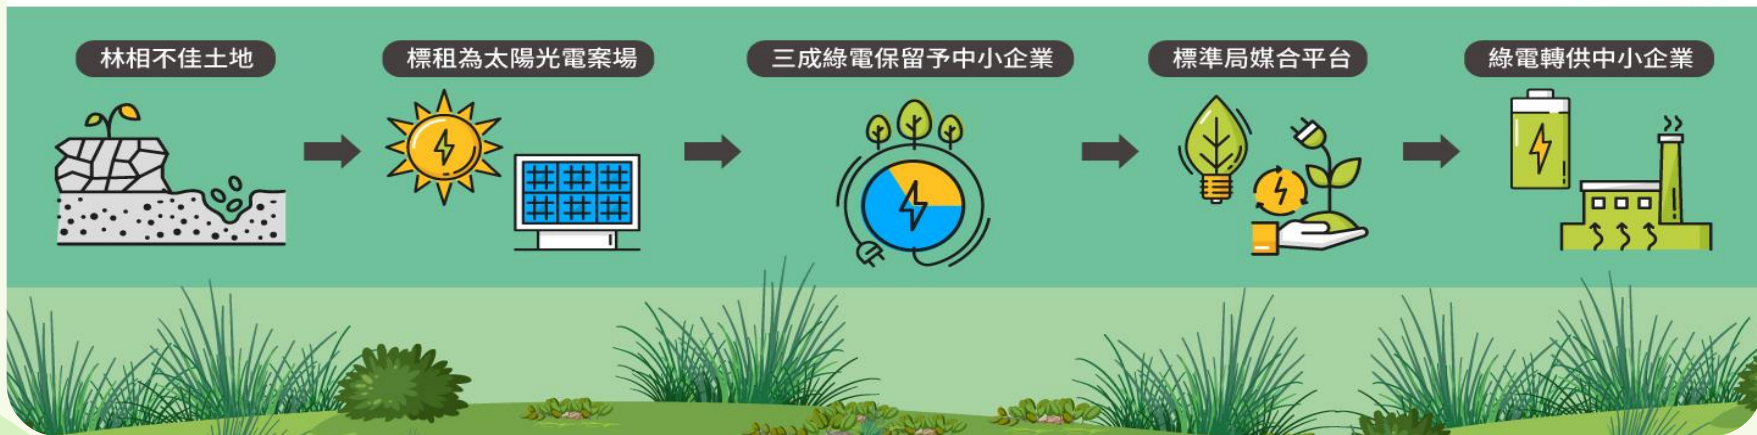 林相不佳土地
標租為太陽光電案場
三成綠電保留予中小企業
標準局媒合平台
綠電轉供中小企業